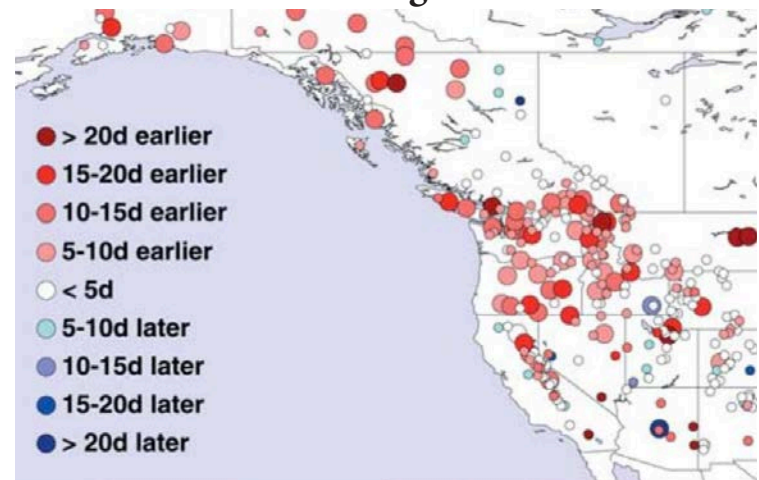 g
> 20d earlier
15-20d earlier
10-15d earlier
5-10d earlier
< 5d
5-10d later
10-15d later
15-20d later
> 20d later